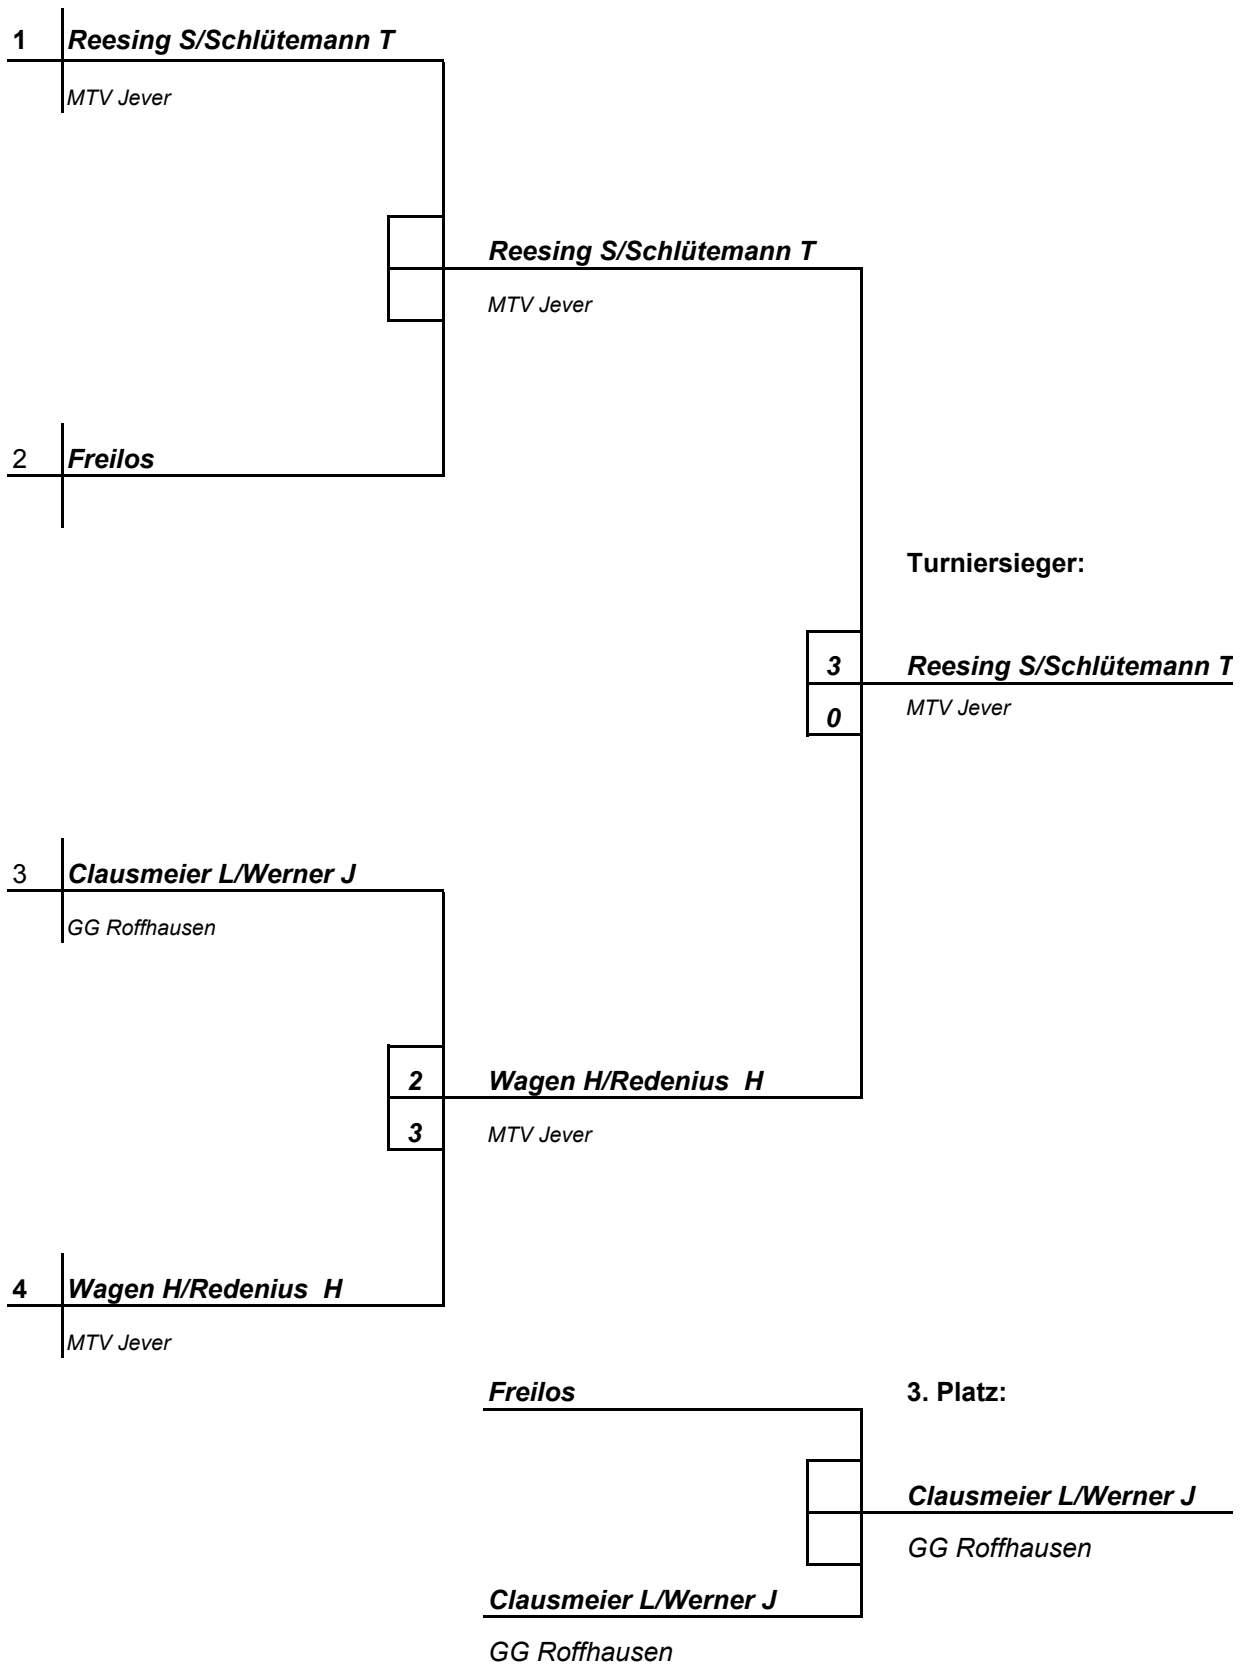 1 Reesing S/Schlütemann T
MTV Jever
Reesing S/Schlütemann T
MTV Jever
2 Freilos
Turniersieger:
3 Reesing S/Schlütemann T
0 MTV Jever
3 Clausmeier L/Werner J
GG Roffhausen
2 Wagen H/Redenius  H
3 MTV Jever
4 Wagen H/Redenius  H
MTV Jever
Freilos 3. Platz:
Clausmeier L/Werner J
GG Roffhausen
Clausmeier L/Werner J
GG Roffhausen